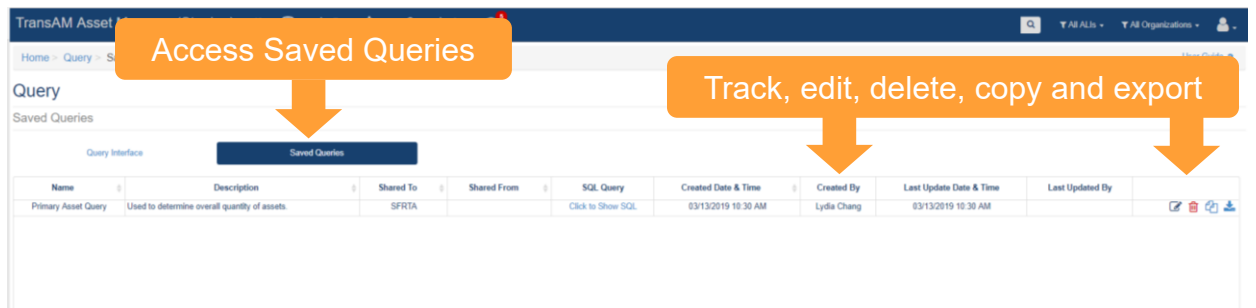 TransAM Asset
All ALIs
All Organizations
Access Saved Queries
Home > Query >
Track, edit, delete, copy and export
Query
Saved Queries
Query Interface
Saved Queries
Name Description Shared To Shared From SQL Query Created Date & Time Created By Last Update Date & Time Last Updated By
Primary Asset Query Used to determine overall quantity of assets. SFRTA Click to Show SQL 03/13/2019 10:30 AM Lydia Chang 03/13/2019 10:30 AM